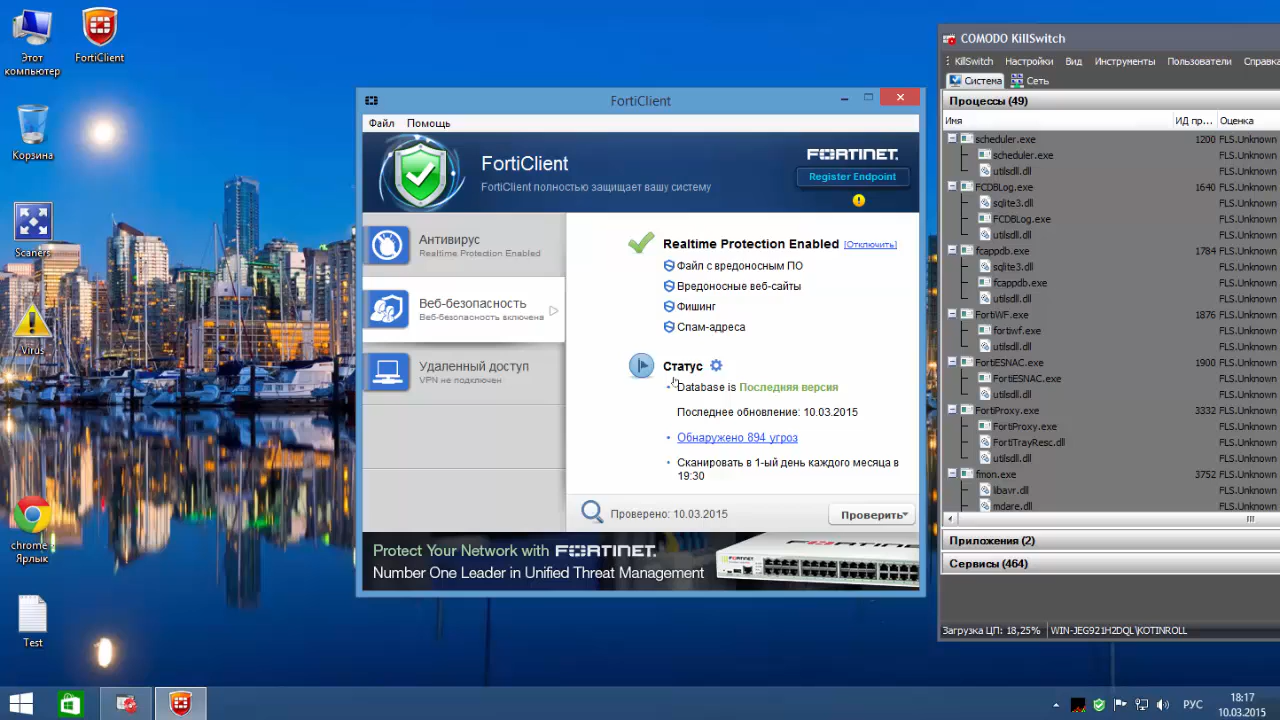 Этот
компьютер
FortiClient
Корзина
Scaners
Virus
chrome -
Ярлык
Test
FortiClient
Файл Помощь
FortiClient
FortiClient полностью защищает вашу систему
FORTINET.
Register Endpoint
Антивирус
Realtime Protection Enabled
Веб-безопасность
Веб-безопасность включена
Удаленный доступ
VPN не подключен
Realtime Protection Enabled [Отключить]
Файл с вредоносным ПО
Вредоносные веб-сайты
Фишинг
Спам-адреса
Статус
Database is Последняя версия
Последнее обновление: 10.03.2015
Обнаружено 894 угроз
Сканировать в 1-ый день каждого месяца в
19:30
Проверено: 10.03.2015
Проверить
Protect Your Network with FORTINET.
Number One Leader in Unified Threat Management
COMODO KillSwitch
KillSwitch Настройки Вид Инструменты Пользователи Справка
Система Сеть
Процессы (49)
Имя ИД пр... Оценка
scheduler.exe 1200 FLS.Unknown
scheduler.exe FLS.Unknown
utilsdll.dll FLS.Unknown
FCDBLog.exe 1640 FLS.Unknown
sqlite3.dll FLS.Unknown
FCDBLog.exe FLS.Unknown
utilsdll.dll FLS.Unknown
fcappdb.exe 1784 FLS.Unknown
sqlite3.dll FLS.Unknown
fcappdb.exe FLS.Unknown
utilsdll.dll FLS.Unknown
FortiWF.exe 1876 FLS.Unknown
fortiwf.exe FLS.Unknown
utilsdll.dll FLS.Unknown
FortiESNAC.exe 1900 FLS.Unknown
FortiESNAC.exe FLS.Unknown
utilsdll.dll FLS.Unknown
FortiProxy.exe 3332 FLS.Unknown
FortiProxy.exe FLS.Unknown
FortiTrayResc.dll FLS.Unknown
utilsdll.dll FLS.Unknown
fmon.exe 3752 FLS.Unknown
libavr.dll FLS.Unknown
mdare.dll FLS.Unknown
Приложения (2)
Сервисы (464)
Загрузка ЦП: 18,25% WIN-JEG921H2DQL\KOTINROLL
РУС
18:17
10.03.2015